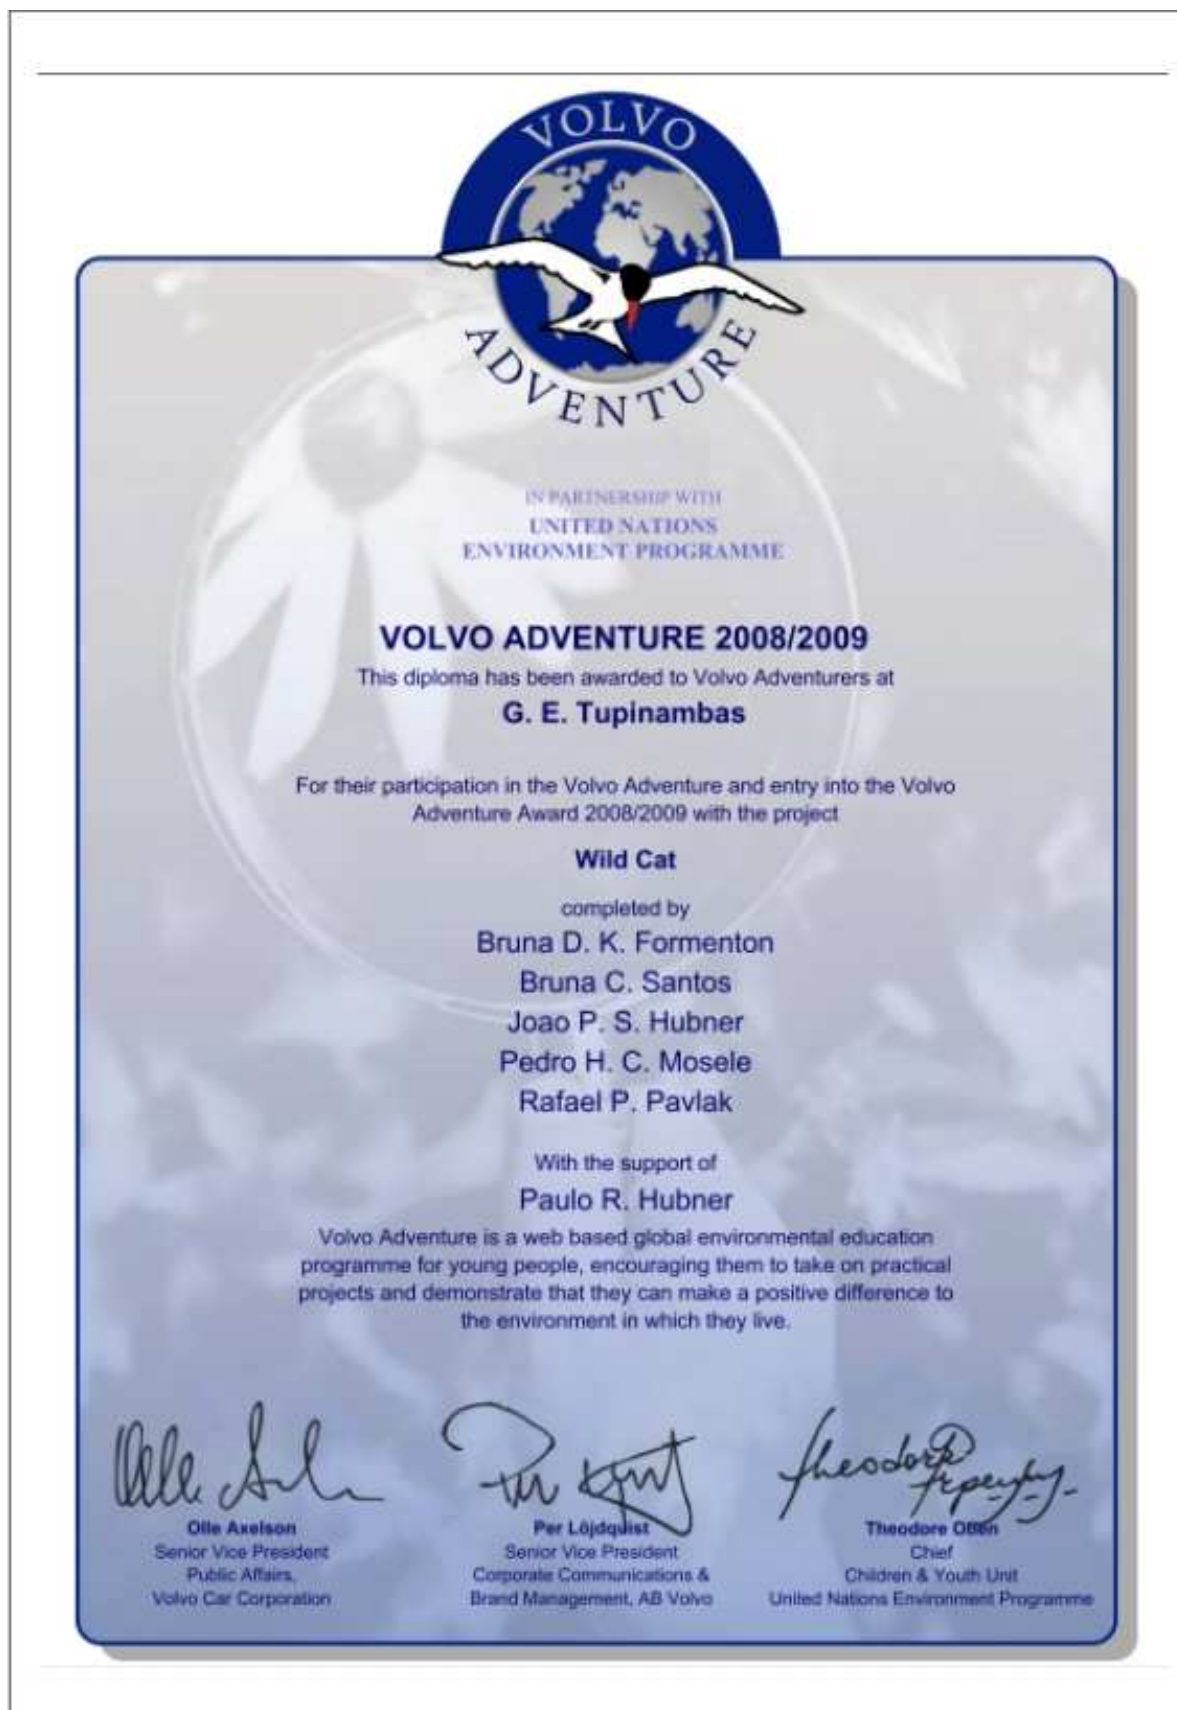 VOLVO
ADVENTURE
IN PARTNERSHIP WITH
UNITED NATIONS
ENVIRONMENT PROGRAMME
VOLVO ADVENTURE 2008/2009
This diploma has been awarded to Volvo Adventurers at
G. E. Tupinambas
For their participation in the Volvo Adventure and entry into the Volvo
Adventure Award 2008/2009 with the project
Wild Cat
completed by
Bruna D. K. Formenton
Bruna C. Santos
Joao P. S. Hubner
Pedro H. C. Mosele
Rafael P. Pavlak
With the support of
Paulo R. Hubner
Volvo Adventure is a web based global environmental education
programme for young people, encouraging them to take on practical
projects and demonstrate that they can make a positive difference to
the environment in which they live.
Olle Axelson
Senior Vice President
Public Affairs,
Volvo Car Corporation
Per Löjdquist
Senior Vice President
Corporate Communications &
Brand Management, AB Volvo
Theodore Oben
Chief
Children & Youth Unit
United Nations Environment Programme